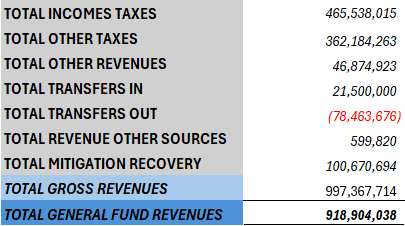 TOTAL INCOMES TAXES 465,538,015
TOTAL OTHER TAXES 362,184,263
TOTAL OTHER REVENUES 46,874,923
TOTAL TRANSFERS IN 21,500,000
TOTAL TRANSFERS OUT (78,463,676)
TOTAL REVENUE OTHER SOURCES 599,820
TOTAL MITIGATION RECOVERY 100,670,694
TOTAL GROSS REVENUES 997,367,714
TOTAL GENERAL FUND REVENUES 918,904,038